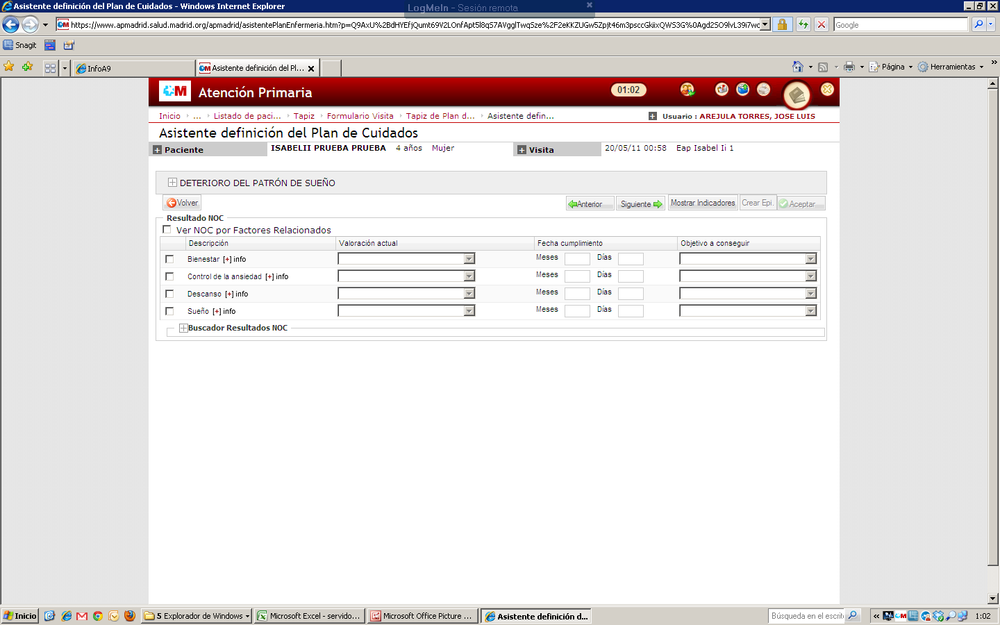 Asistente definición del Plan de Cuidados - Windows Internet Explorer
LogMeIn - Sesión remota
https://www.apmadrid.salud.madrid.org/apmadrid/asistentePlanEnfermeria.htm?p=
Google
Snagit
InfoA9
Asistente definición del Pl...
Página
Herramientas
M
Atención Primaria
01:02
Inicio ... Listado de paci... Tapiz Formulario Visita Tapiz de Plan d... Asistente defin...
Usuario : AREJULA TORRES, JOSE LUIS
Asistente definición del Plan de Cuidados
Paciente ISABELII PRUEBA PRUEBA 4 años Mujer
Visita 20/05/11 00:58 Eap Isabel Ii 1
DETERIORO DEL PATRÓN DE SUEÑO
Volver Anterior Siguiente Mostrar Indicadores Crear Epi. Aceptar
Resultado NOC
Ver NOC por Factores Relacionados
Descripción Valoración actual Fecha cumplimiento Objetivo a conseguir
Bienestar [+] info Meses Días
Control de la ansiedad [+] info Meses Días
Descanso [+] info Meses Días
Sueño [+] info Meses Días
Buscador Resultados NOC
Inicio
5 Explorador de Windows
Microsoft Excel - servido...
Microsoft Office Picture ...
Asistente definición d...
Búsqueda en el escrit
1:02